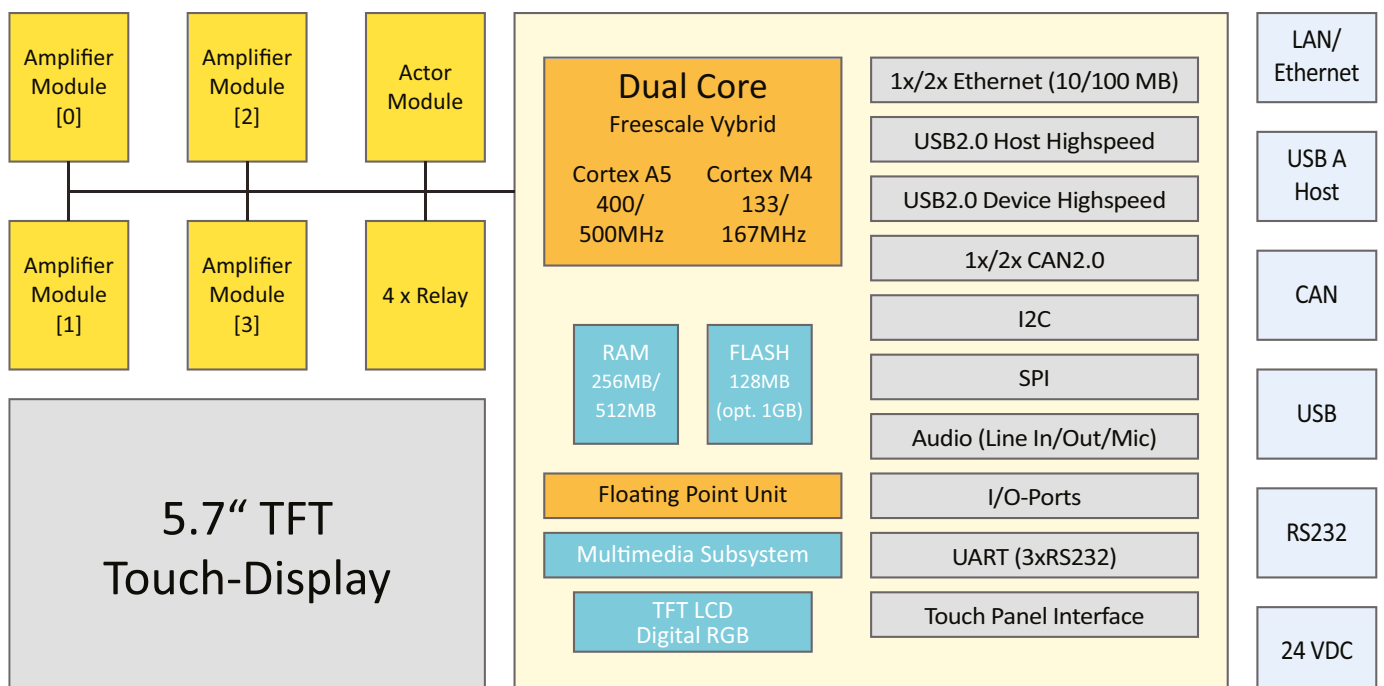 Amplifier
Module
[0]
Amplifier
Module
[2]
Actor
Module
Amplifier
Module
[1]
Amplifier
Module
[3]
4 x Relay
5.7“ TFT
Touch-Display
Dual Core
Freescale Vybrid
Cortex A5
400/
500MHz
Cortex M4
133/
167MHz
RAM
256MB/
512MB
FLASH
128MB
(opt. 1GB)
Floating Point Unit
Multimedia Subsystem
TFT LCD
Digital RGB
1x/2x Ethernet (10/100 MB)
USB2.0 Host Highspeed
USB2.0 Device Highspeed
1x/2x CAN2.0
I2C
SPI
Audio (Line In/Out/Mic)
I/O-Ports
UART (3xRS232)
Touch Panel Interface
LAN/
Ethernet
USB A
Host
CAN
USB
RS232
24 VDC